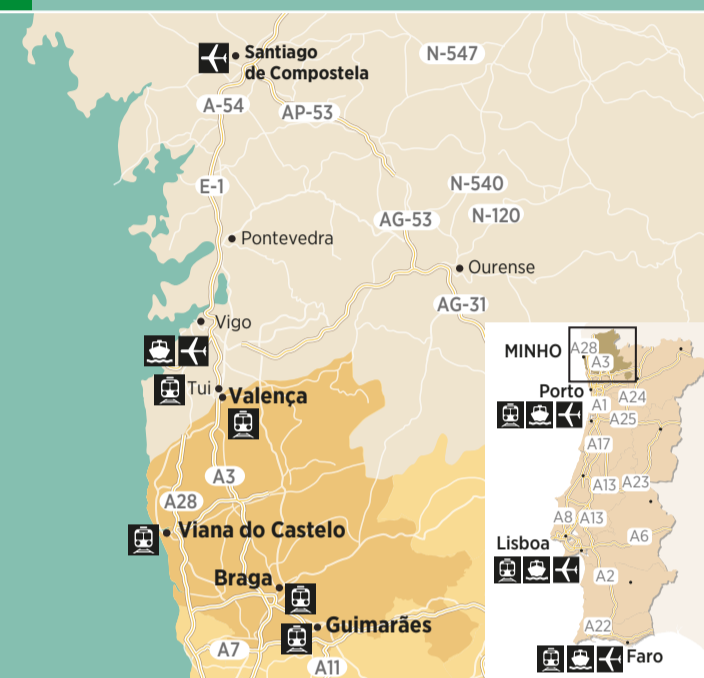 Santiago
de Compostela
N-547
A-54
AP-53
E-1
N-540
AG-53
N-120
Pontevedra
Ourense
AG-31
Vigo
Tui
Valença
A3
A28
Viana do Castelo
Braga
Guimarães
A7
A11
MINHO
A28
A3
Porto
A1
A24
A25
A17
A13
A23
A8
A13
A6
Lisboa
A2
A22
Faro